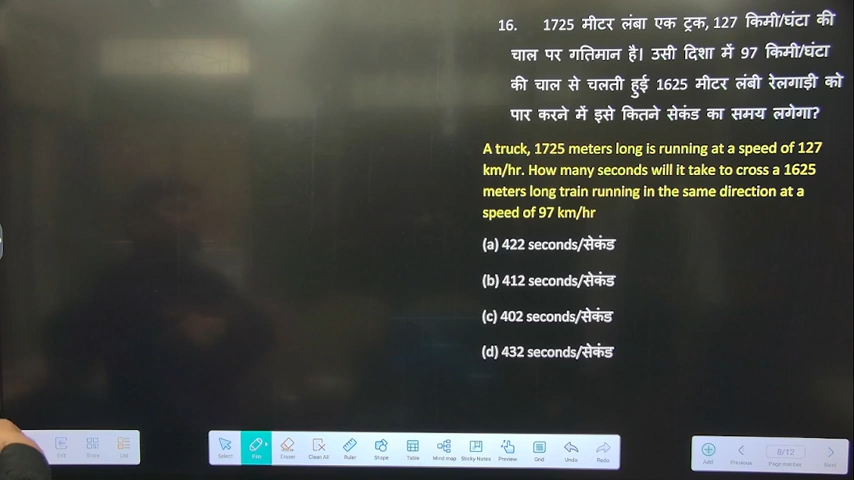 16. 1725 मीटर लंबा एक ट्रक, 127 किमी/घंटा की
चाल पर गतिमान है। उसी दिशा में 97 किमी/घंटा
की चाल से चलती हुई 1625 मीटर लंबी रेलगाड़ी को
पार करने में इसे कितने सेकंड का समय लगेगा?
A truck, 1725 meters long is running at a speed of 127
km/hr. How many seconds will it take to cross a 1625
meters long train running in the same direction at a
speed of 97 km/hr
(a) 422 seconds/सेकंड
(b) 412 seconds/सेकंड
(c) 402 seconds/सेकंड
(d) 432 seconds/सेकंड
Exit Share List Select Pen Eraser Clean All Ruler Shape Table Mind map Sticky Notes Preview Grid Undo Redo Add Previous 8/12 Page number Next